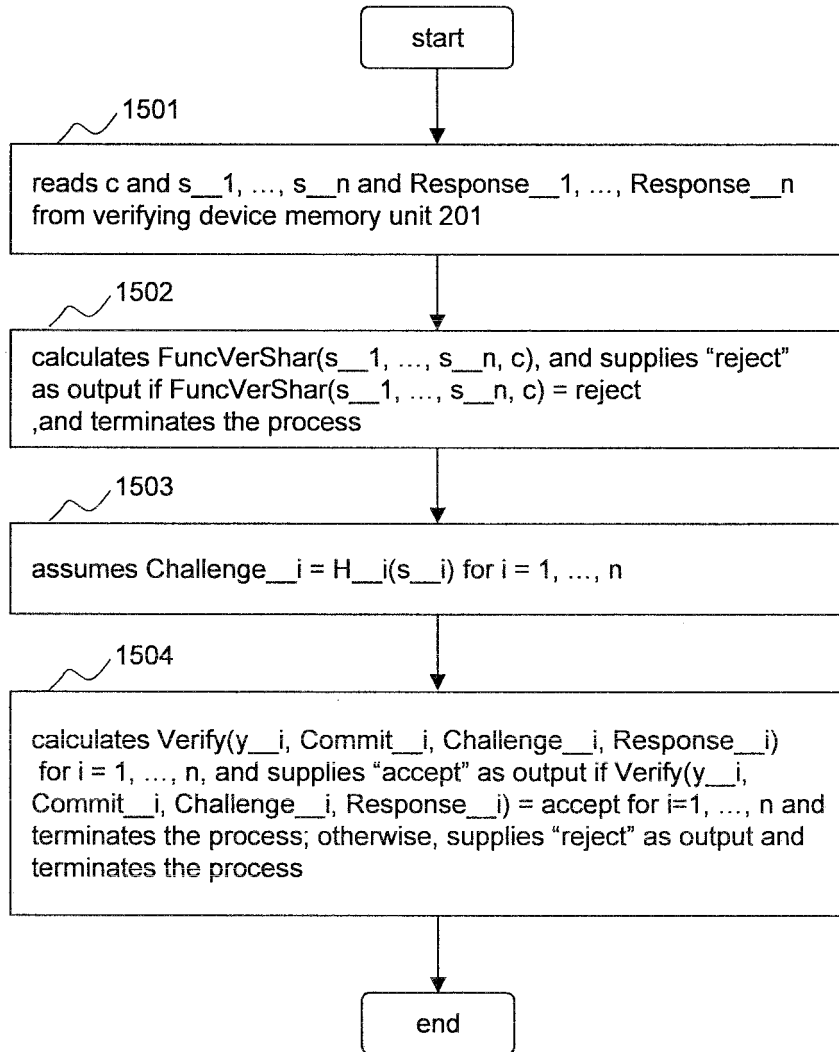 start
1501
reads c and s__1, ..., s__n and Response__1, ..., Response__n
from verifying device memory unit 201
1502
calculates FuncVerShar(s__1, ..., s__n, c), and supplies “reject”
as output if FuncVerShar(s__1, ..., s__n, c) = reject
,and terminates the process
1503
assumes Challenge__i = H__i(s__i) for i = 1, ..., n
1504
calculates Verify(y__i, Commit__i, Challenge__i, Response__i)
for i = 1, ..., n, and supplies “accept” as output if Verify(y__i,
Commit__i, Challenge__i, Response__i) = accept for i=1, ..., n and
terminates the process; otherwise, supplies “reject” as output and
terminates the process
end